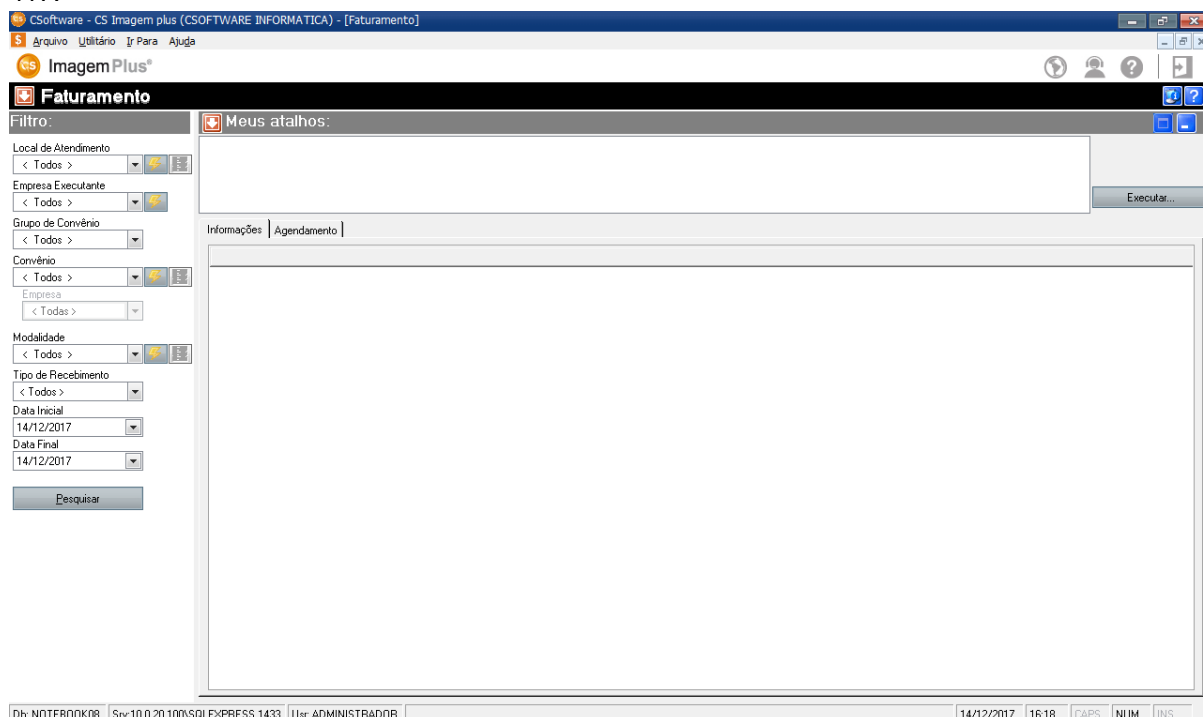 CSoftware - CS Imagem plus (CSOFTWARE INFORMATICA) - [Faturamento]
Arquivo Utilitário Ir Para Ajuda
cs ImagemPlus®
Faturamento
Filtro:
Meus atalhos:
Local de Atendimento
< Todos >
Empresa Executante
< Todos >
Executar...
Grupo de Convênio
< Todos >
Informações Agendamento
Convênio
< Todos >
Empresa
< Todas >
Modalidade
< Todos >
Tipo de Recebimento
< Todos >
Data Inicial
14/12/2017
Data Final
14/12/2017
Pesquisar
Db: NOTEBOOK08 Srv:10.0.20.100\SQLEXPRESS,1433 Usr: ADMINISTRADOR 14/12/2017 16:18 CAPS NUM INS